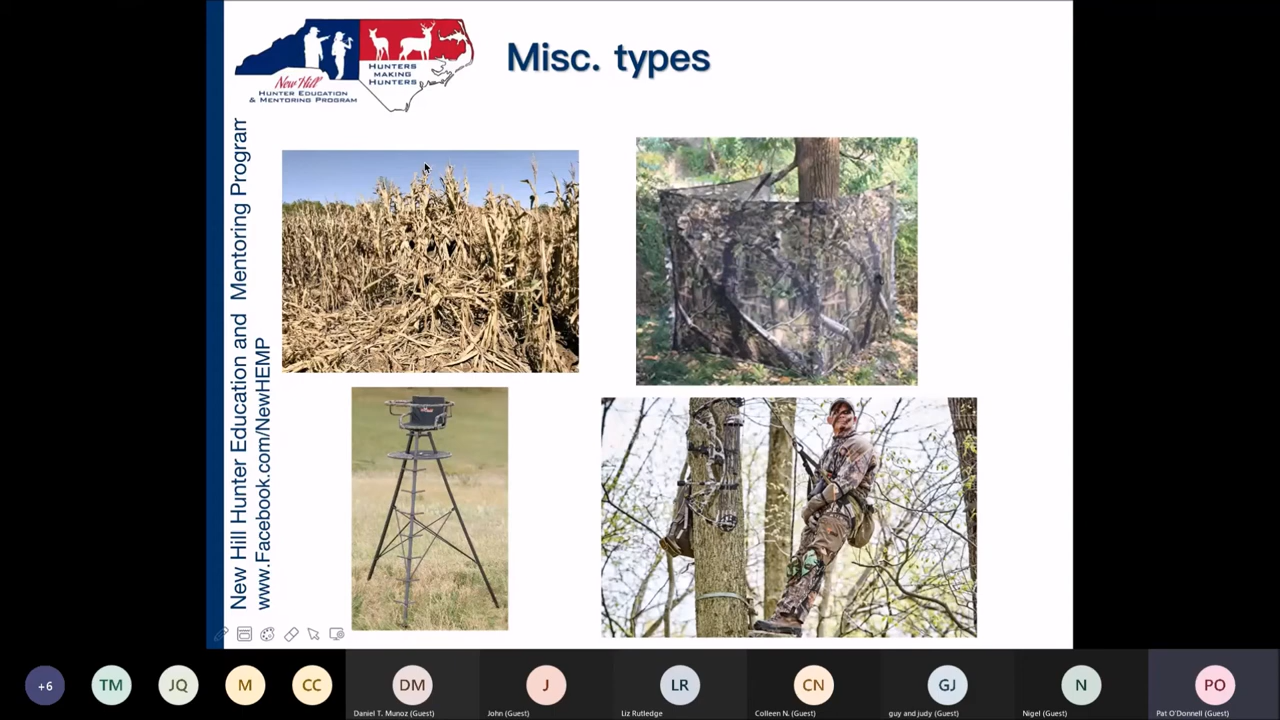 Misc. types
HUNTERS
MAKING
HUNTERS
New Hill
HUNTER EDUCATION
& MENTORING PROGRAM
New Hill Hunter Education and Mentoring Program
www.Facebook.com/NewHEMP
+6
TM
JQ
M
CC
DM
Daniel T. Munoz (Guest)
J
John (Guest)
LR
Liz Rutledge
CN
Colleen N. (Guest)
GJ
guy and judy (Guest)
N
Nigel (Guest)
PO
Pat O'Donnell (Guest)